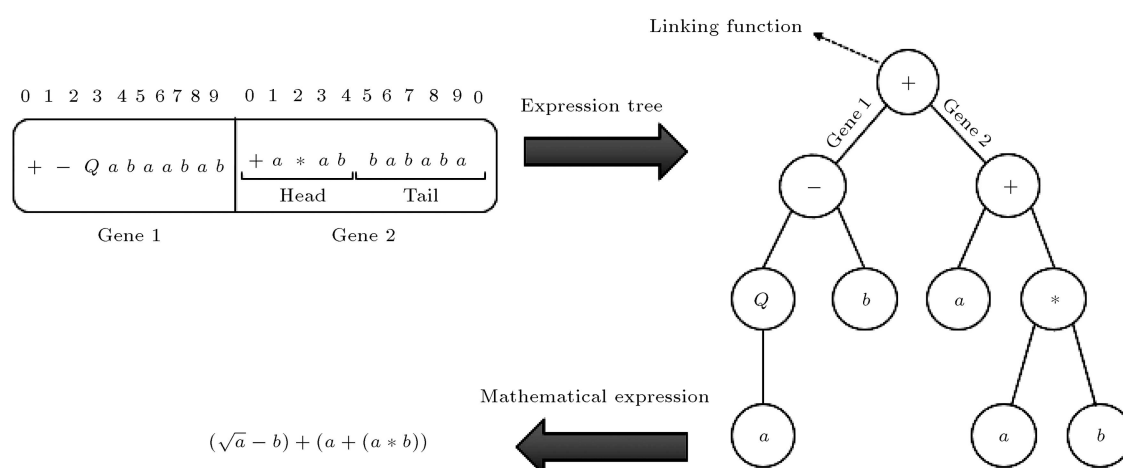 Linking function
+
0 1 2 3 4 5 6 7 8 9 0 1 2 3 4 5 6 7 8 9 0
Expression tree
Gene 1
Gene 2
+ − Q a b a a b a b
+ a * a b b a b a b a
Head Tail
− +
Gene 1 Gene 2
Q b a *
Mathematical expression
(√a − b) + (a + (a * b))
a a b